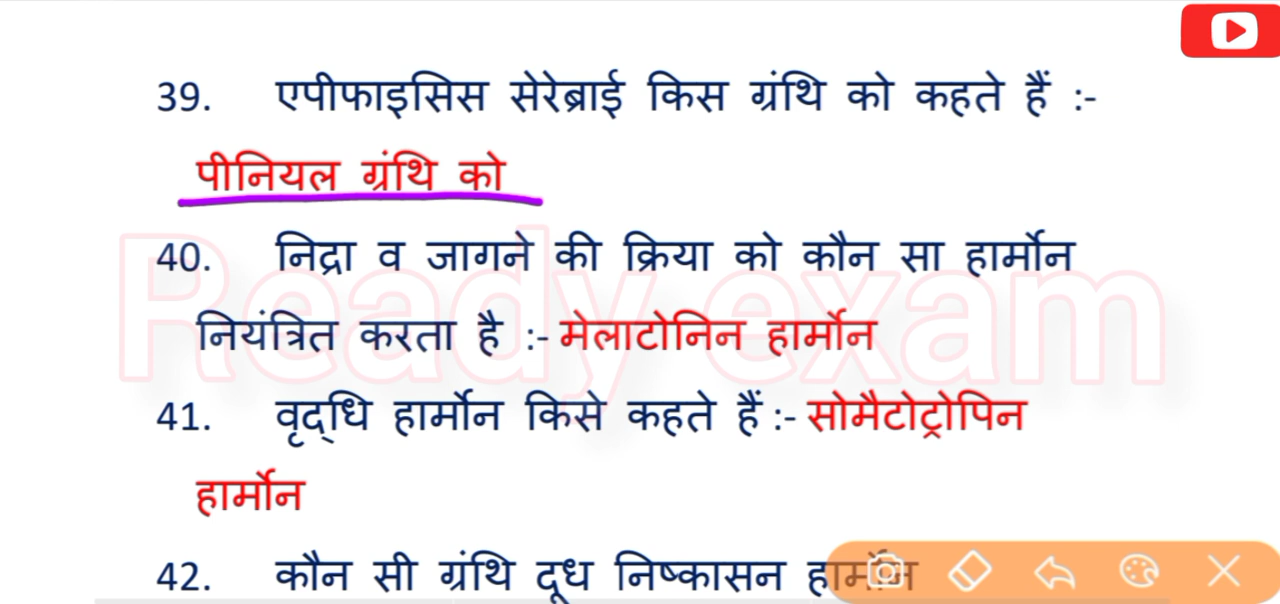 39. एपीफाइसिस सेरेब्राई किस ग्रंथि को कहते हैं :-
पीनियल ग्रंथि को
40. निद्रा व जागने की क्रिया को कौन सा हार्मोन
नियंत्रित करता है :- मेलाटोनिन हार्मोन
Ready exam
41. वृद्धि हार्मोन किसे कहते हैं :- सोमैटोट्रोपिन
हार्मोन
42. कौन सी ग्रंथि दूध निष्कासन हार्मोन